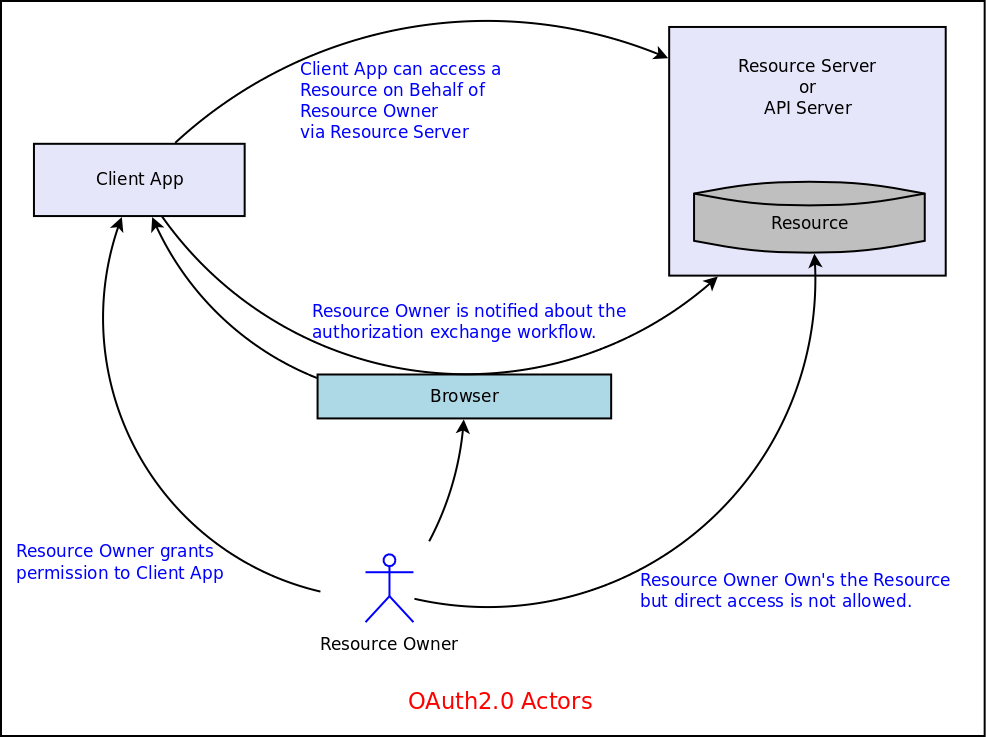 Client App can access a
Resource on Behalf of
Resource Owner
via Resource Server
Resource Server
or
API Server
Client App
Resource
Resource Owner is notified about the
authorization exchange workflow.
Browser
Resource Owner grants
permission to Client App
Resource Owner Own's the Resource
but direct access is not allowed.
Resource Owner
OAuth2.0 Actors